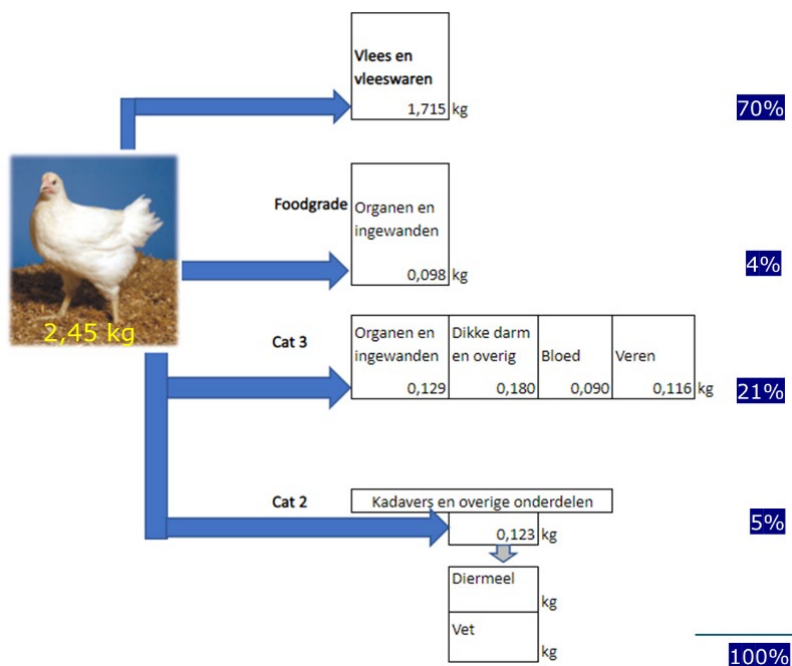 Vlees en
vleeswaren
1,715 kg
70%
Foodgrade
Organen en
ingewanden
0,098 kg
4%
2,45 kg
Cat 3
Organen en
ingewanden
0,129
Dikke darm
en overig
0,180
Bloed
0,090
Veren
0,116 kg
21%
Cat 2
Kadavers en overige onderdelen
0,123 kg
5%
Diermeel
kg
Vet
kg
100%